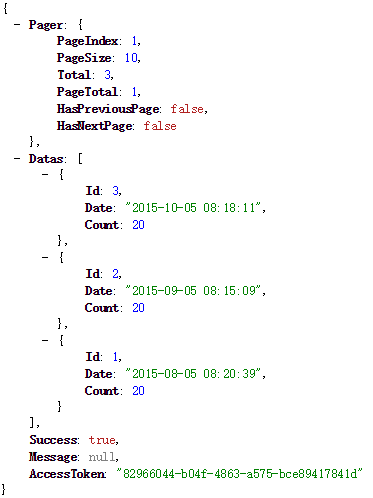 {
- Pager: {
PageIndex: 1,
PageSize: 10,
Total: 3,
PageTotal: 1,
HasPreviousPage: false,
HasNextPage: false
},
- Datas: [
- {
Id: 3,
Date: "2015-10-05 08:18:11",
Count: 20
},
- {
Id: 2,
Date: "2015-09-05 08:15:09",
Count: 20
},
- {
Id: 1,
Date: "2015-08-05 08:20:39",
Count: 20
}
],
Success: true,
Message: null,
AccessToken: "82966044-b04f-4863-a575-bce89417841d"
}